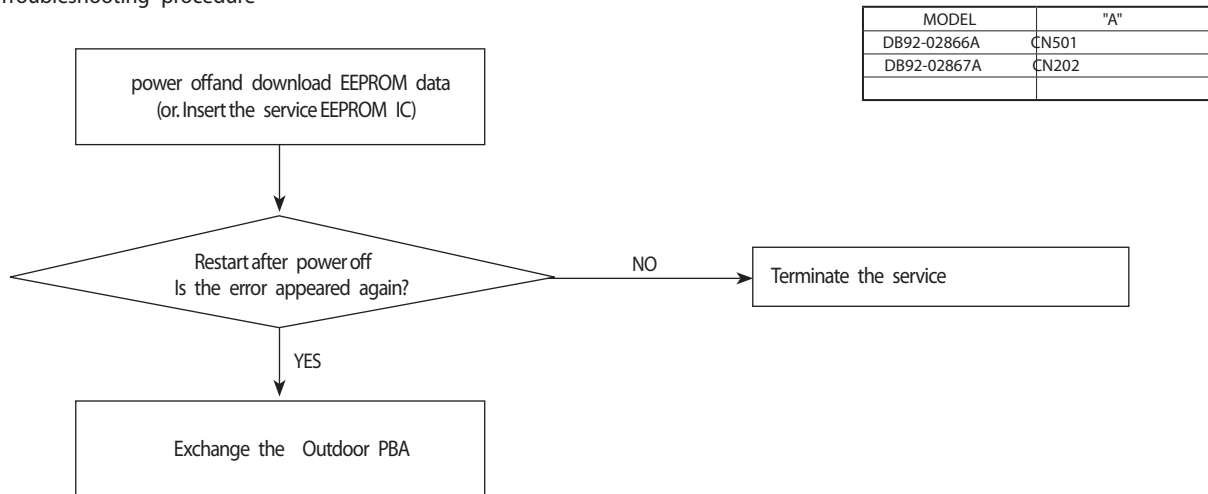 Troubleshooting procedure
MODEL "A"
DB92-02866A CN501
DB92-02867A CN202
power offand download EEPROM data
(or. Insert the service EEPROM IC)
Restart after power off
Is the error appeared again?
NO
Terminate the service
YES
Exchange the Outdoor PBA